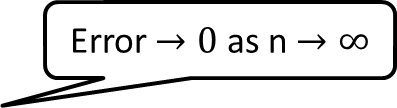 Error → 0 as n → ∞